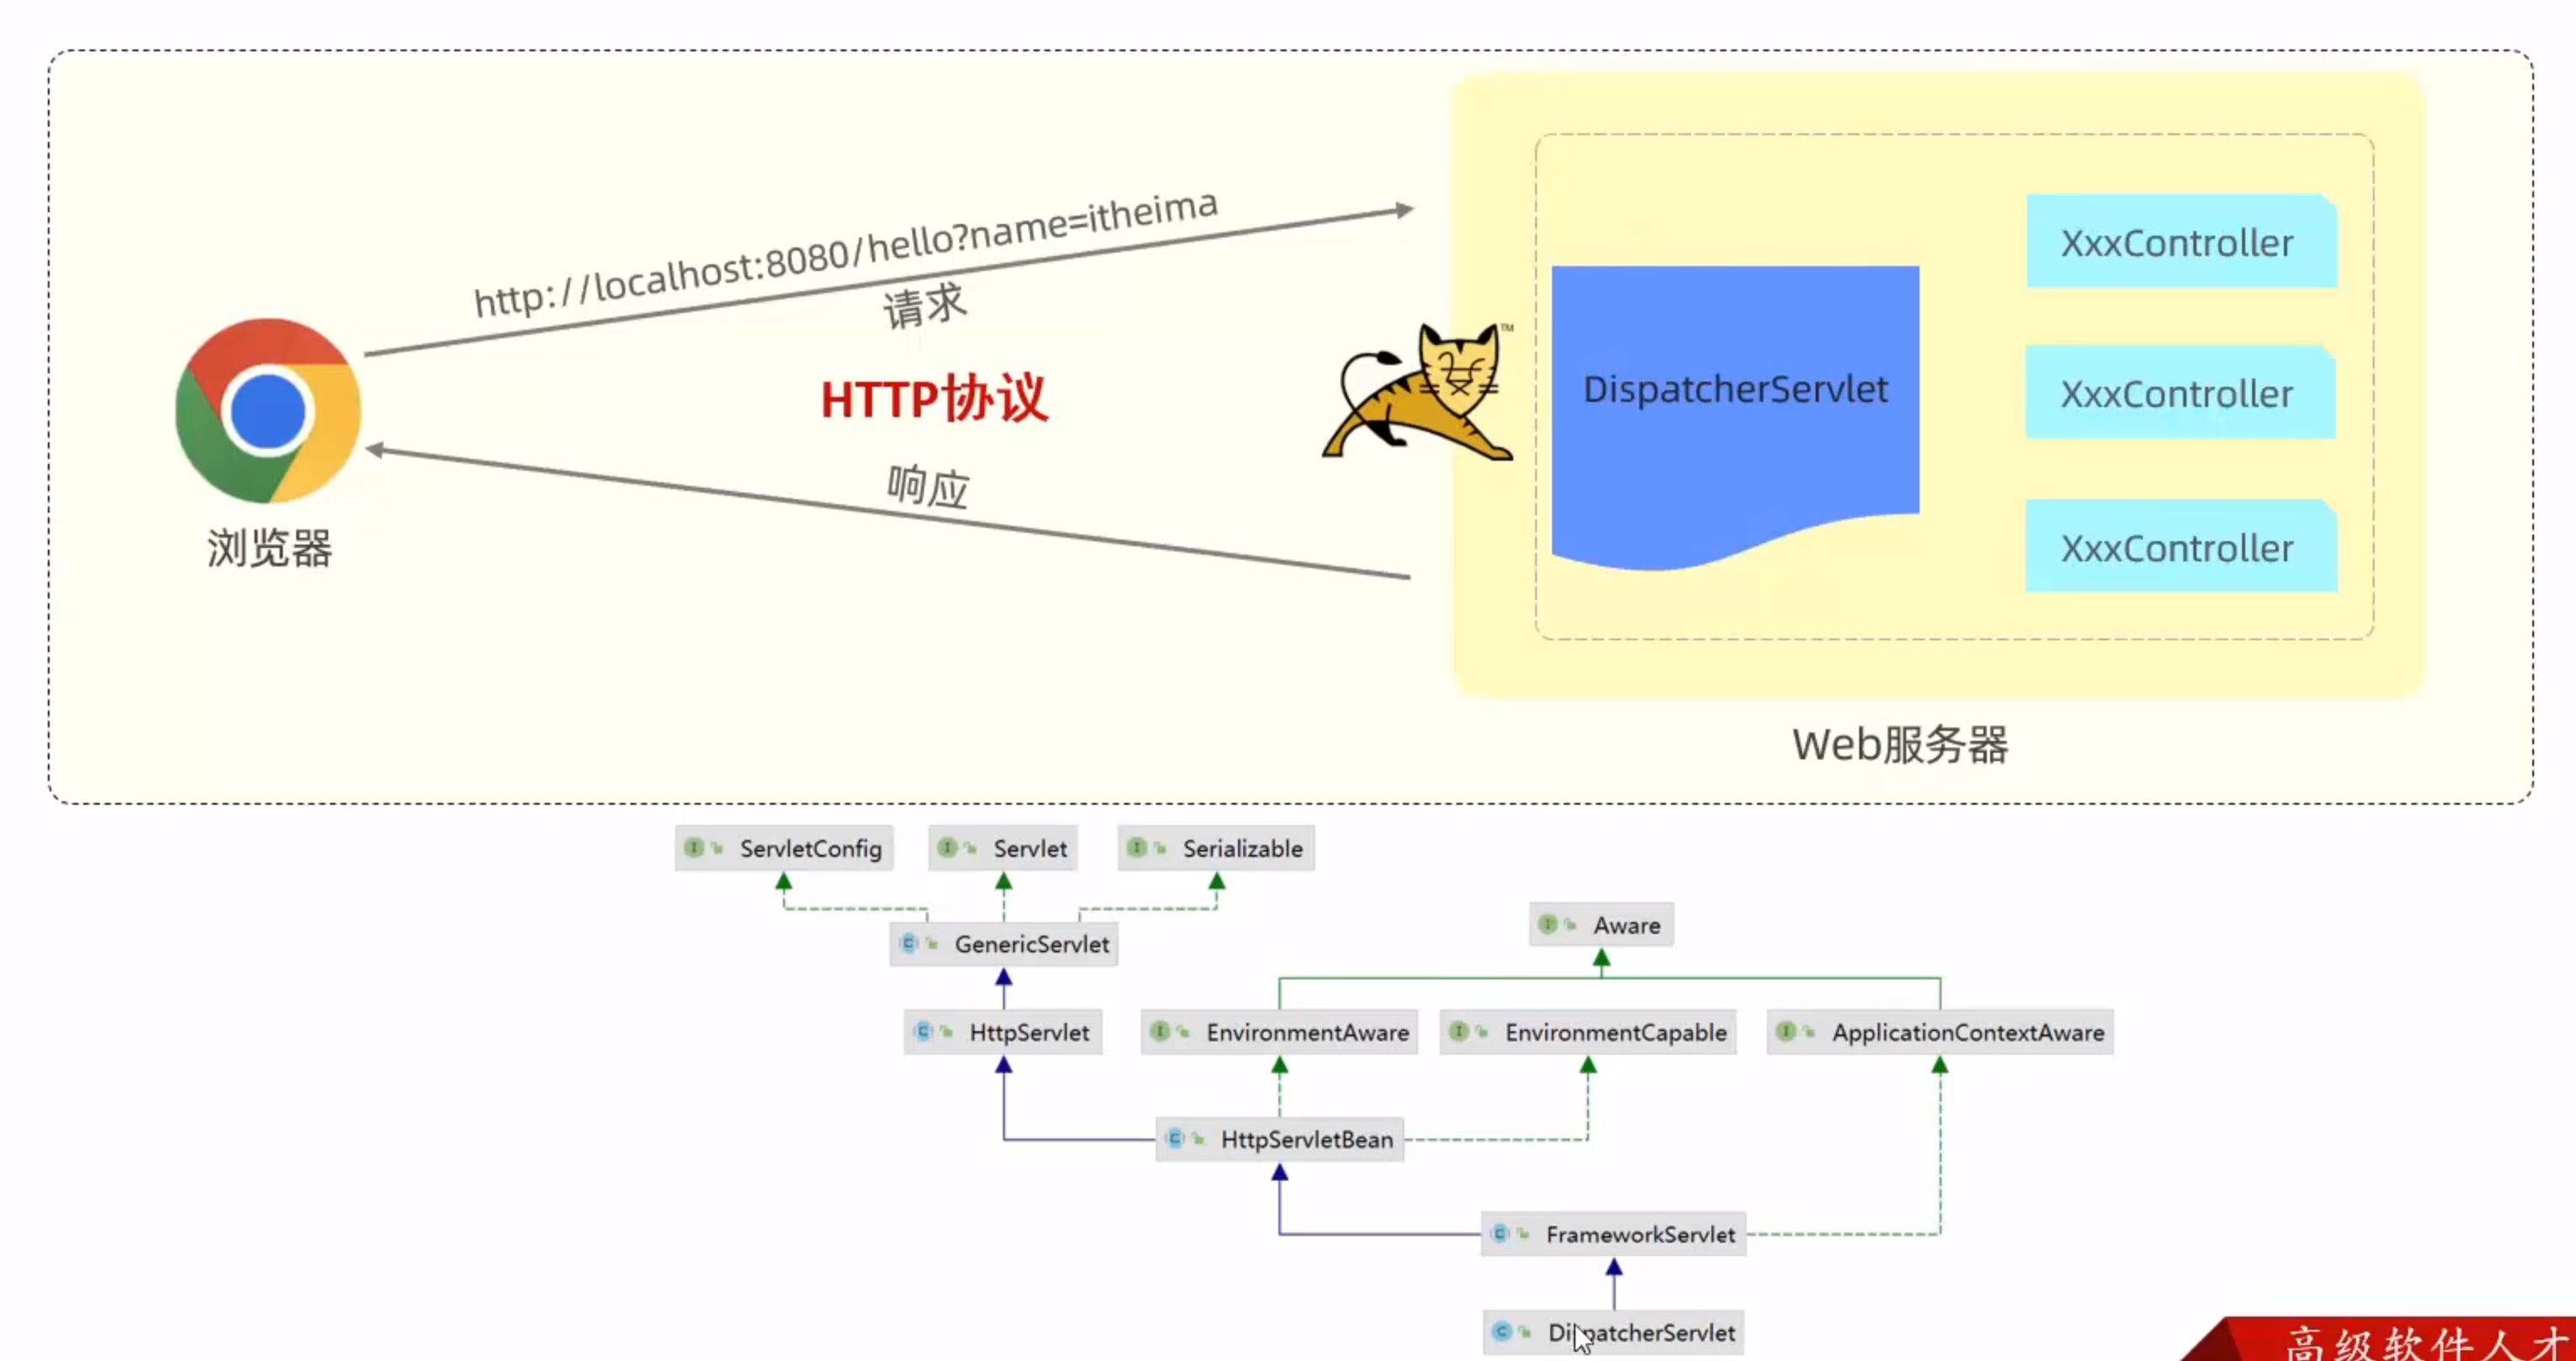 http://localhost:8080/hello?name=itheima
请求
HTTP协议
响应
浏览器
TM
DispatcherServlet
XxxController
XxxController
XxxController
Web服务器
ServletConfig
Servlet
Serializable
GenericServlet
Aware
HttpServlet
EnvironmentAware
EnvironmentCapable
ApplicationContextAware
HttpServletBean
FrameworkServlet
DispatcherServlet
高级软件人才